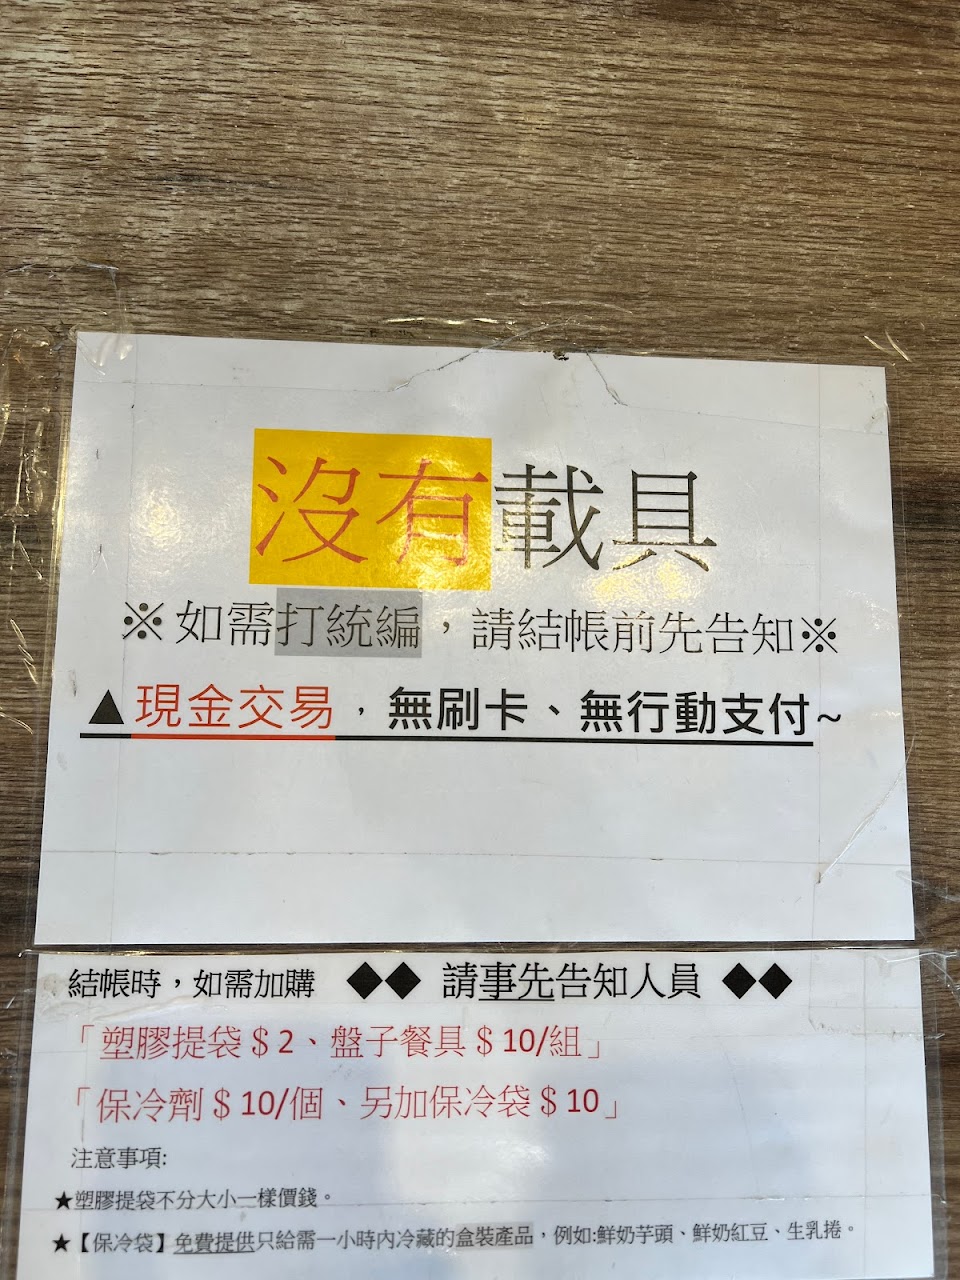 沒有載具
※如需打統編，請結帳前先告知※
▲現金交易，無刷卡、無行動支付~
結帳時，如需加購 ◆◆ 請事先告知人員 ◆◆
「塑膠提袋＄2、盤子餐具＄10/組」
「保冷劑＄10/個、另加保冷袋＄10」
注意事項:
★塑膠提袋不分大小一樣價錢。
★【保冷袋】免費提供只給需一小時內冷藏的盒裝產品，例如:鮮奶芋頭、鮮奶紅豆、生乳捲。